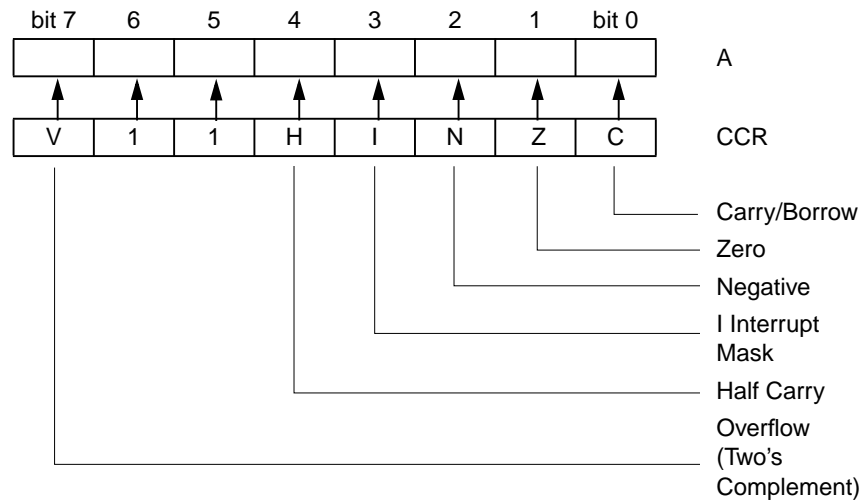 bit 7 6 5 4 3 2 1 bit 0
A
V 1 1 H I N Z C
CCR
Carry/Borrow
Zero
Negative
I Interrupt
Mask
Half Carry
Overflow
(Two's
Complement)